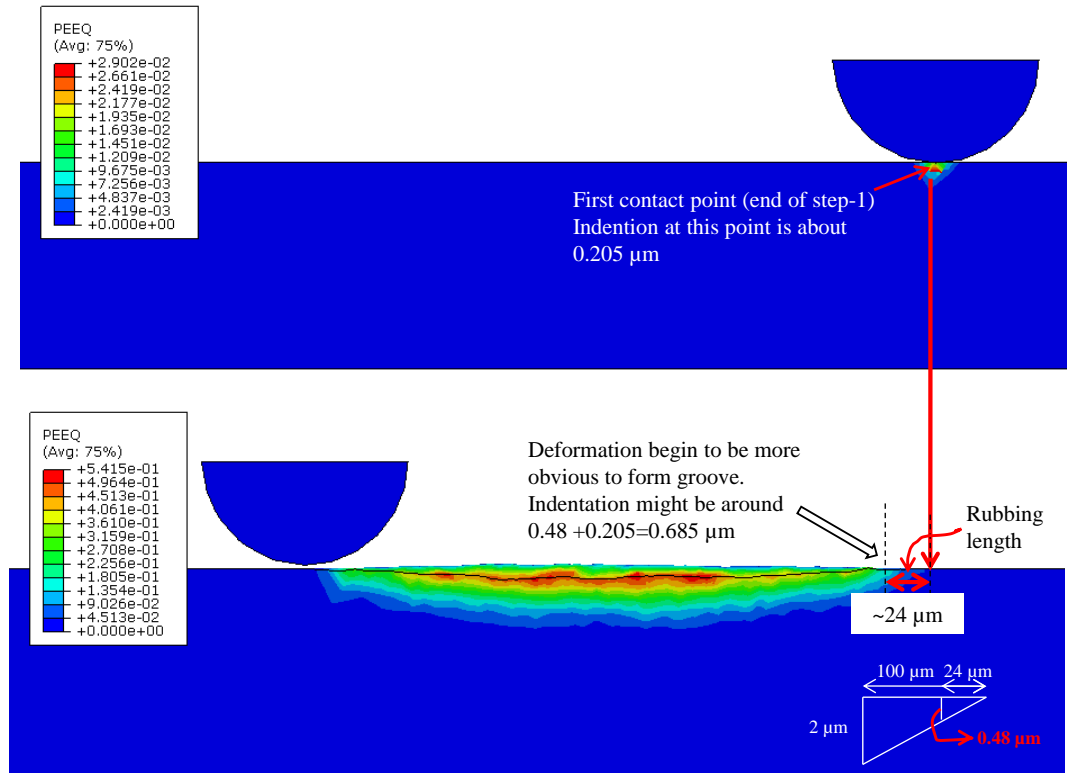 PEEQ
(Avg: 75%)
+2.902e-02
+2.661e-02
+2.419e-02
+2.177e-02
+1.935e-02
+1.693e-02
+1.451e-02
+1.209e-02
+9.675e-03
+7.256e-03
+4.837e-03
+2.419e-03
+0.000e+00
First contact point (end of step-1)
Indention at this point is about
0.205 µm
PEEQ
(Avg: 75%)
+5.415e-01
+4.964e-01
+4.513e-01
+4.061e-01
+3.610e-01
+3.159e-01
+2.708e-01
+2.256e-01
+1.805e-01
+1.354e-01
+9.026e-02
+4.513e-02
+0.000e+00
Deformation begin to be more
obvious to form groove.
Indentation might be around
0.48 +0.205=0.685 µm
Rubbing
length
~24 µm
100 µm
24 µm
2 µm
0.48 µm